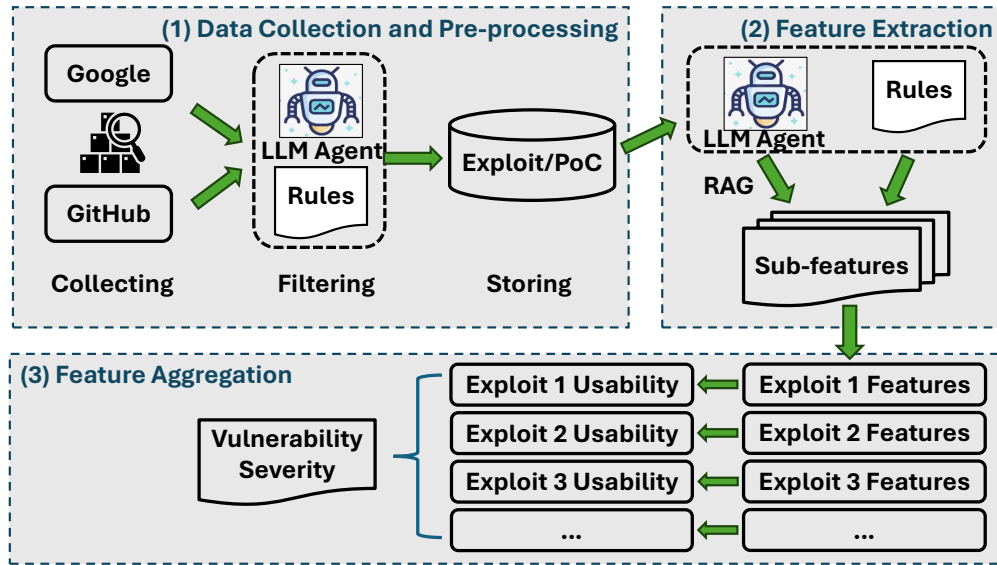 (1) Data Collection and Pre-processing
Google
GitHub
Collecting
LLM Agent
Rules
Filtering
Exploit/PoC
Storing
(2) Feature Extraction
LLM Agent
Rules
RAG
Sub-features
(3) Feature Aggregation
Vulnerability
Severity
Exploit 1 Usability
Exploit 1 Features
Exploit 2 Usability
Exploit 2 Features
Exploit 3 Usability
Exploit 3 Features
...
...